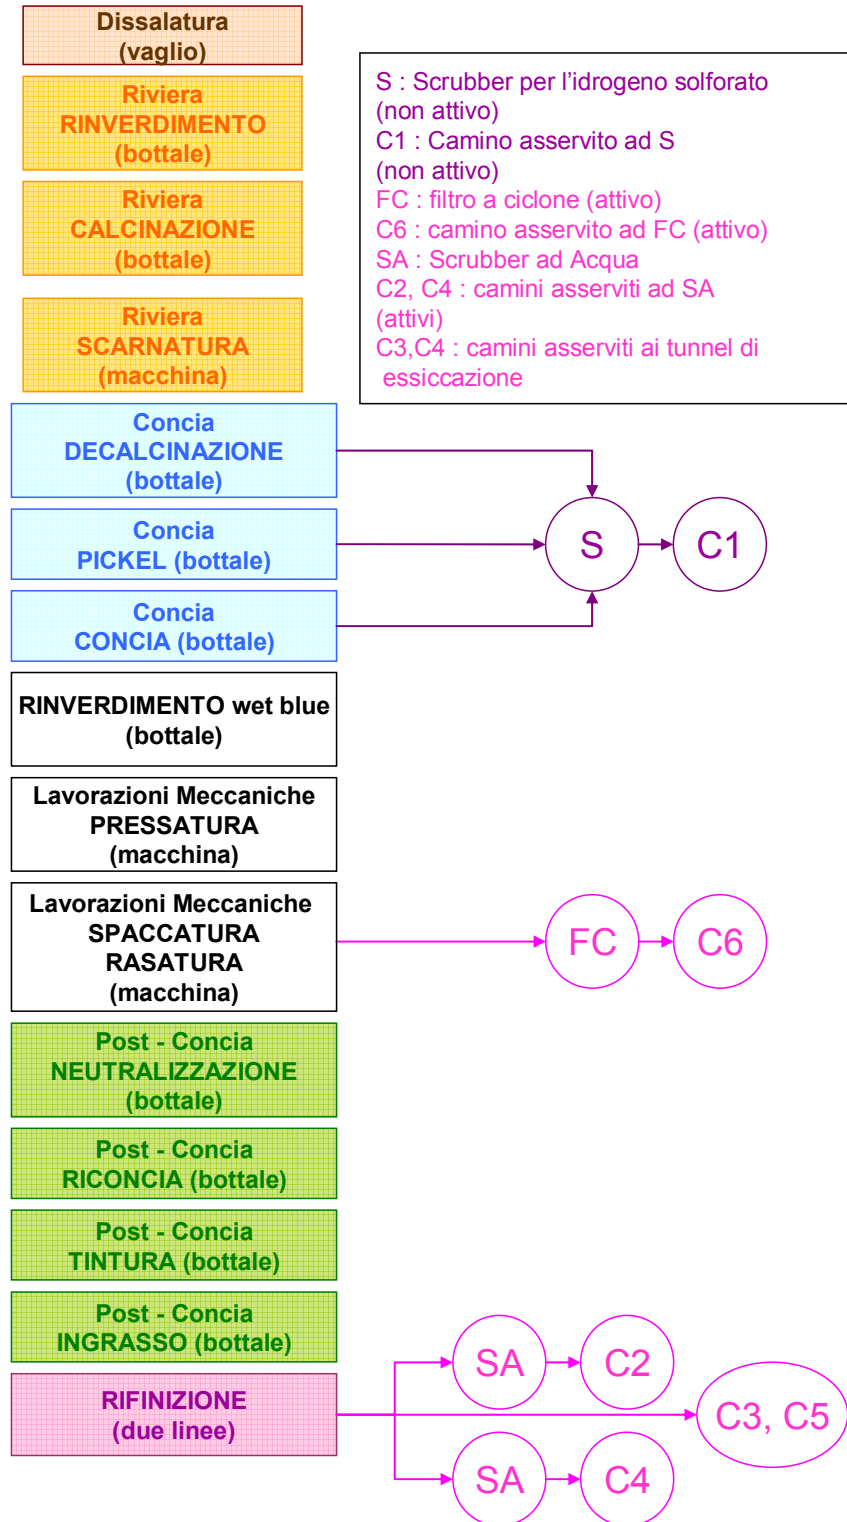 Dissalatura
(vaglio)
Riviera
RINVERDIMENTO
(bottale)
Riviera
CALCINAZIONE
(bottale)
Riviera
SCARNATURA
(macchina)
S : Scrubber per l’idrogeno solforato
(non attivo)
C1 : Camino asservito ad S
(non attivo)
FC : filtro a ciclone (attivo)
C6 : camino asservito ad FC (attivo)
SA : Scrubber ad Acqua
C2, C4 : camini asserviti ad SA
(attivi)
C3,C4 : camini asserviti ai tunnel di
essiccazione
Concia
DECALCINAZIONE
(bottale)
Concia
PICKEL (bottale)
S
C1
Concia
CONCIA (bottale)
RINVERDIMENTO wet blue
(bottale)
Lavorazioni Meccaniche
PRESSATURA
(macchina)
Lavorazioni Meccaniche
SPACCATURA
RASATURA
(macchina)
FC
C6
Post - Concia
NEUTRALIZZAZIONE
(bottale)
Post - Concia
RICONCIA (bottale)
Post - Concia
TINTURA (bottale)
Post - Concia
INGRASSO (bottale)
SA
C2
RIFINIZIONE
(due linee)
C3, C5
SA
C4